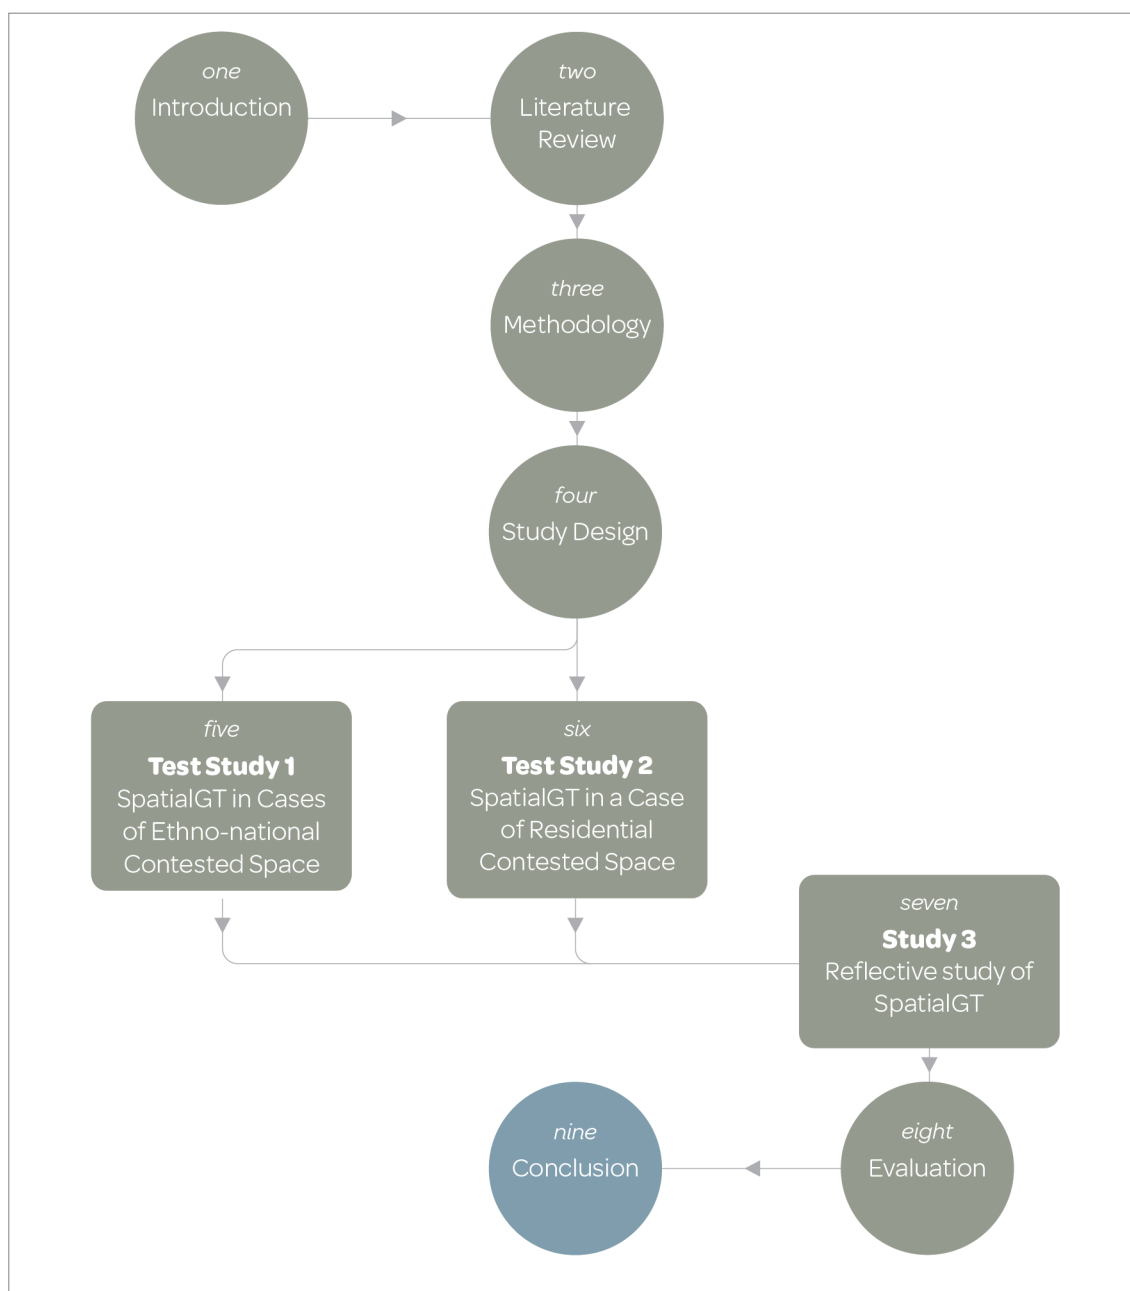 one
Introduction
two
Literature
Review
three
Methodology
four
Study Design
five
Test Study 1
SpatialGT in Cases
of Ethno-national
Contested Space
six
Test Study 2
SpatialGT in a Case
of Residential
Contested Space
seven
Study 3
Reflective study of
SpatialGT
eight
Evaluation
nine
Conclusion